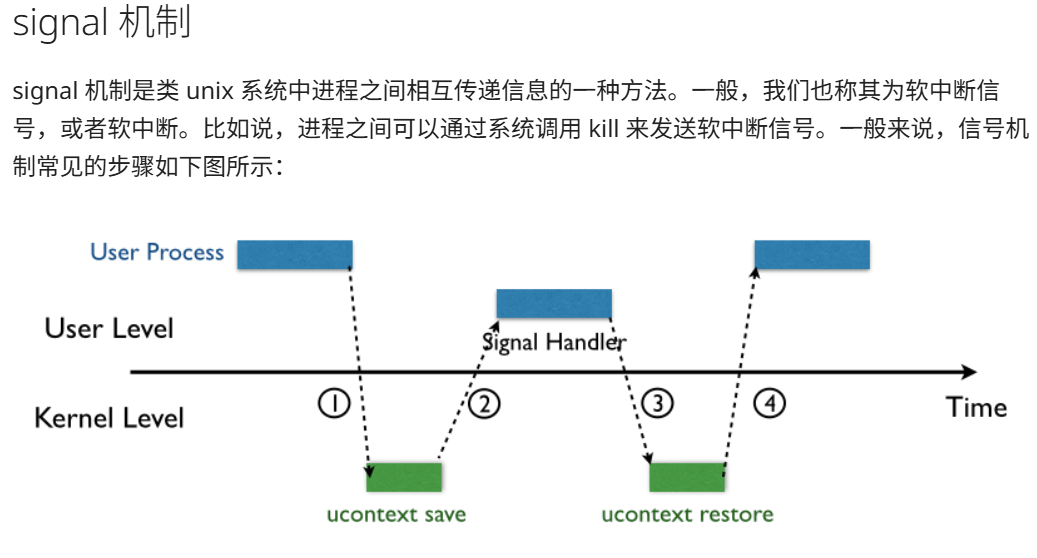 signal 机制
signal 机制是类 unix 系统中进程之间相互传递信息的一种方法。一般，我们也称其为软中断信
号，或者软中断。比如说，进程之间可以通过系统调用 kill 来发送软中断信号。一般来说，信号机
制常见的步骤如下图所示：
User Process
User Level
Signal Handler
① ② ③ ④
Kernel Level
Time
ucontext save
ucontext restore